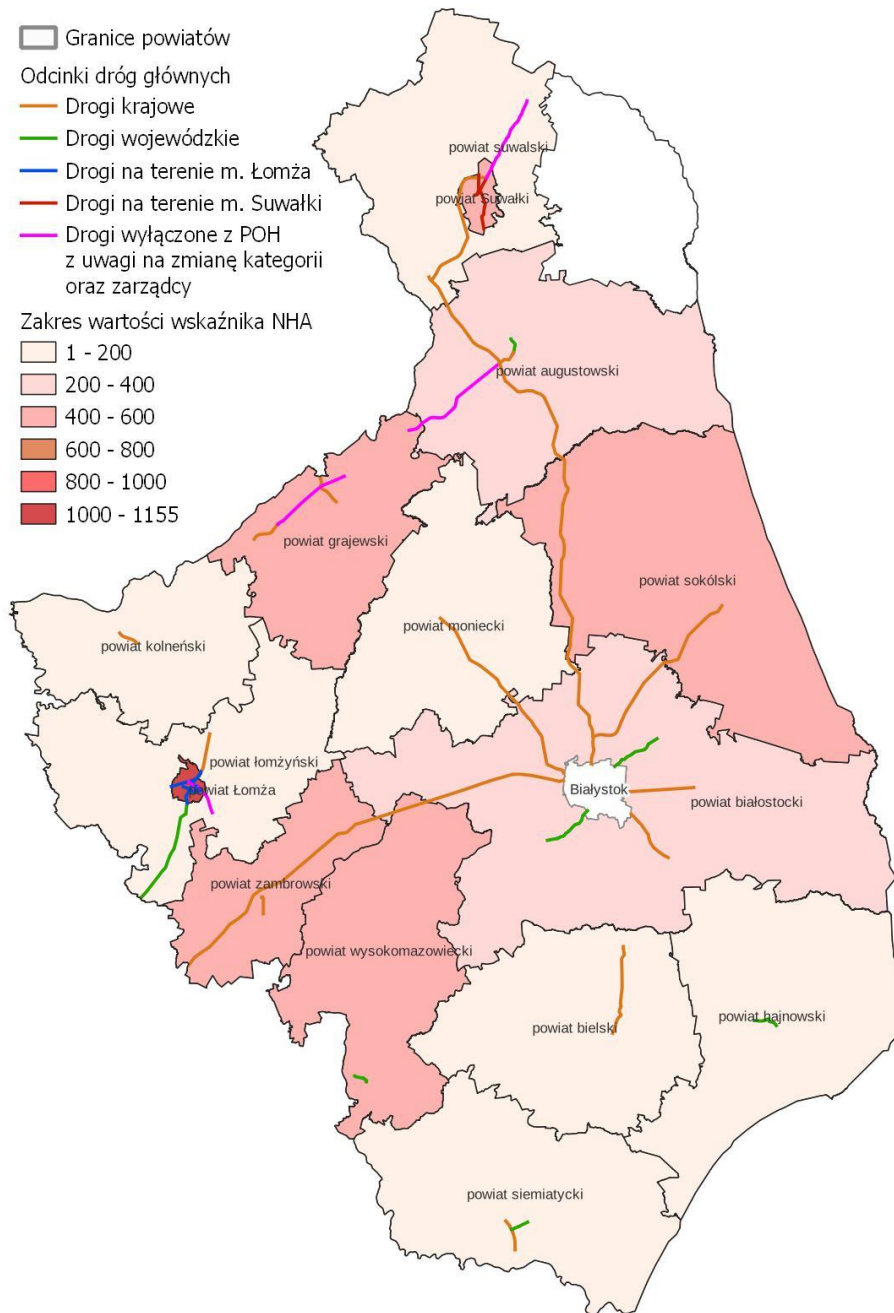 Granice powiatów
Odcinki dróg głównych
Drogi krajowe
Drogi wojewódzkie
Drogi na terenie m. Łomża
Drogi na terenie m. Suwałki
Drogi wyłączone z POH
z uwagi na zmianę kategorii
oraz zarządcy
Zakres wartości wskaźnika NHA
1 - 200
200 - 400
400 - 600
600 - 800
800 - 1000
1000 - 1155
powiat suwalski
powiat Suwałki
powiat augustowski
powiat grajewski
powiat sokólski
powiat moniecki
powiat kolneński
powiat łomżyński
powiat Łomża
Białystok
powiat białostocki
powiat zambrowski
powiat wysokomazowiecki
powiat bielski
powiat hajnowski
powiat siemiatycki